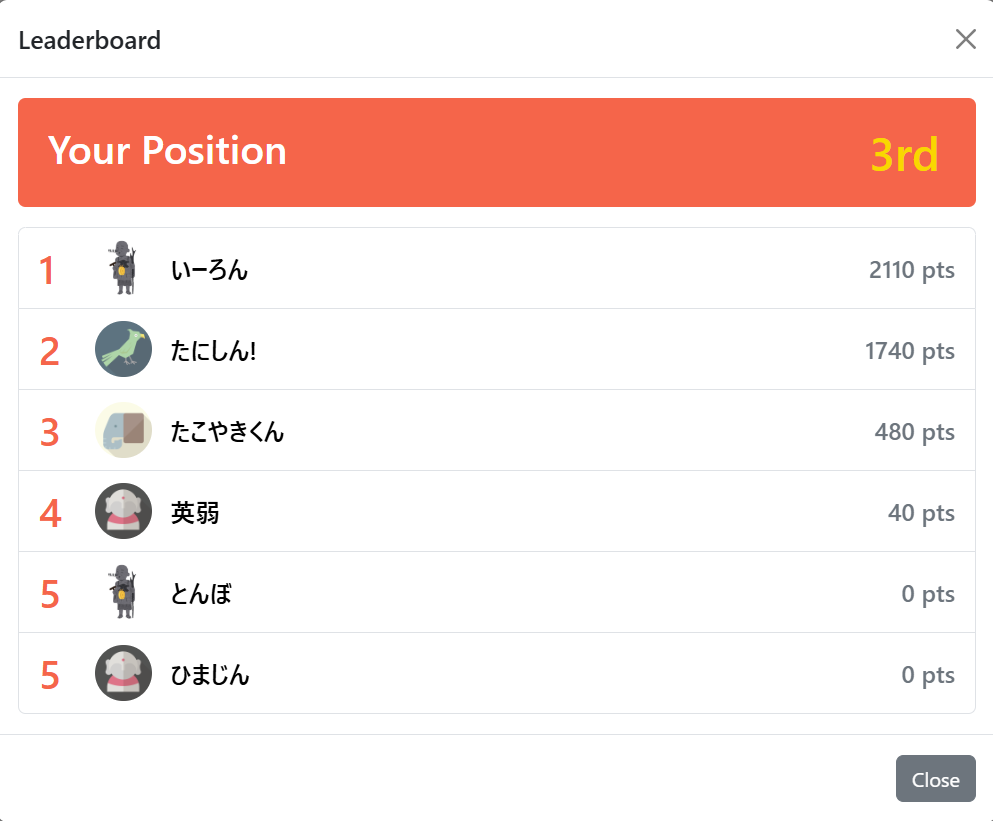 Leaderboard
Your Position 3rd
1 いーろん 2110 pts
2 たにしん! 1740 pts
3 たこやきくん 480 pts
4 英弱 40 pts
5 とんぼ 0 pts
5 ひまじん 0 pts
Close